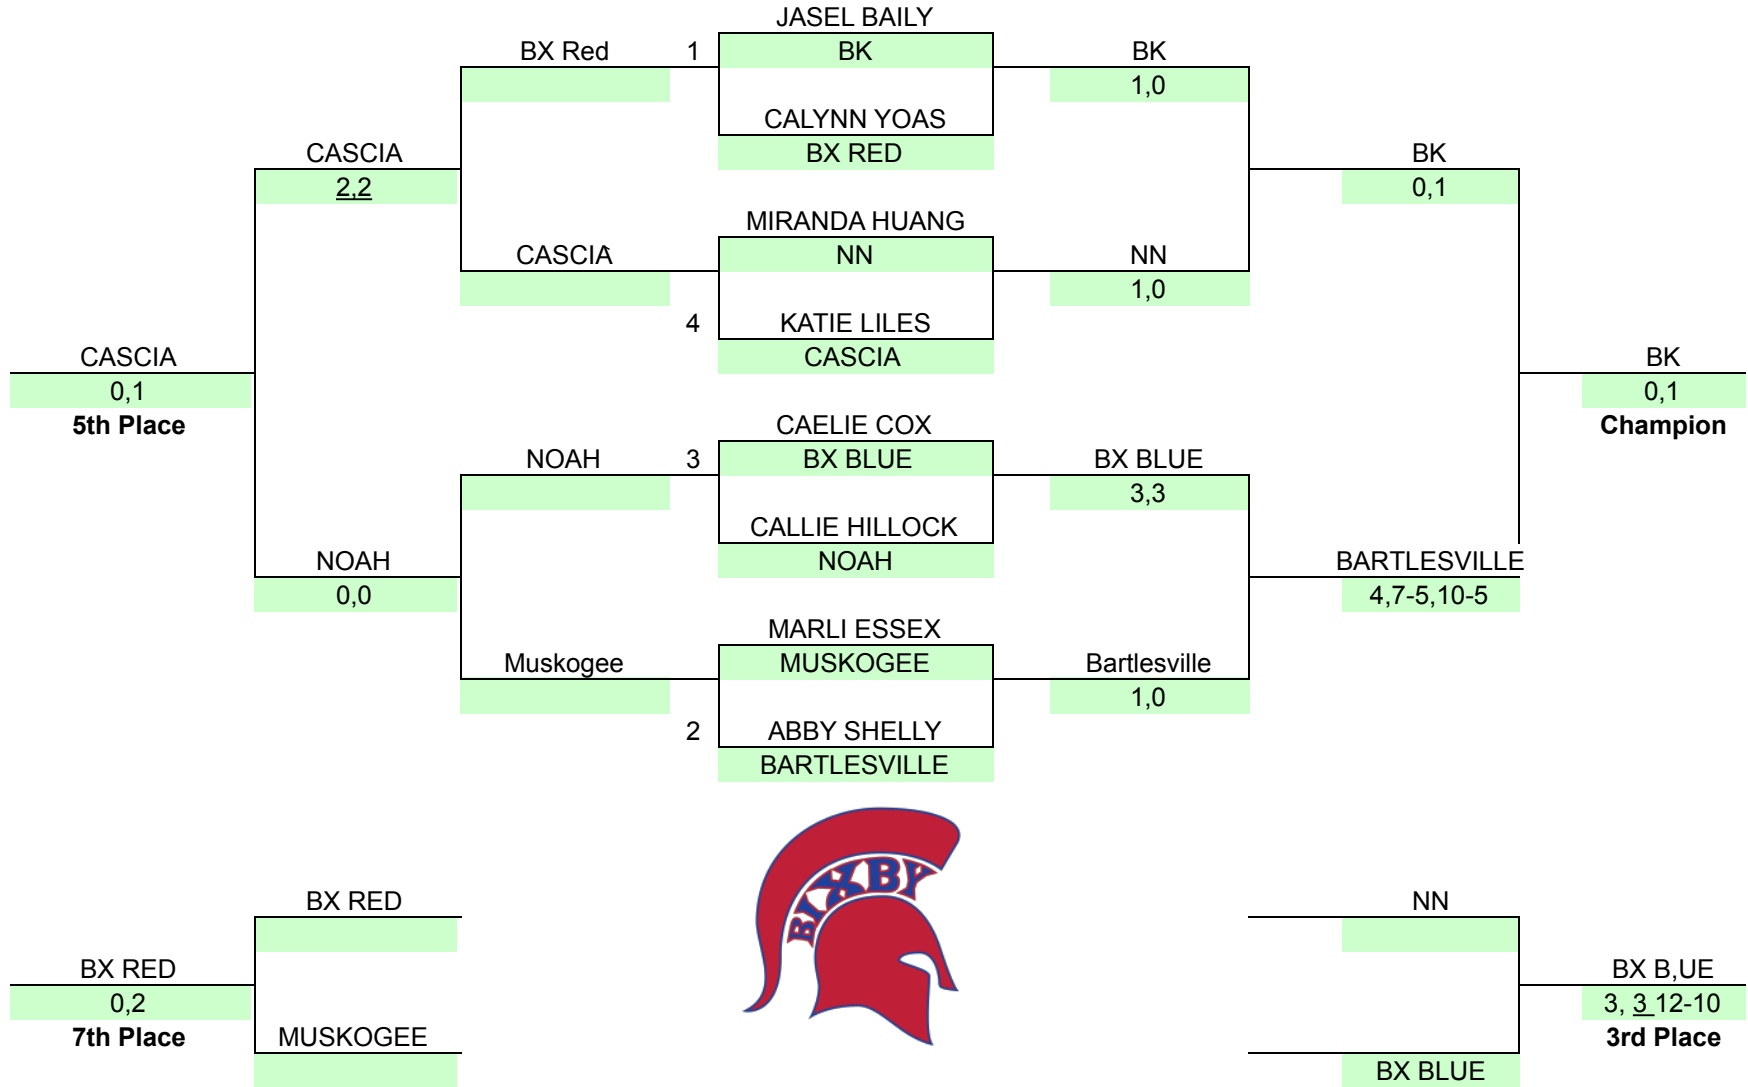 JASEL BAILY
BX Red 1 BK BK
1,0
CALYNN YOAS
CASCIA BX RED BK
2,2 0,1
MIRANDA HUANG
CASCIA` NN NN
1,0
4 KATIE LILES
CASCIA CASCIA BK
0,1 0,1
5th Place CAELIE COX Champion
NOAH 3 BX BLUE BX BLUE
3,3
CALLIE HILLOCK
NOAH NOAH BARTLESVILLE
0,0 4,7-5,10-5
MARLI ESSEX
Muskogee MUSKOGEE Bartlesville
1,0
2 ABBY SHELLY
BARTLESVILLE
BIXBY
BX RED NN
BX RED BX B,UE
0,2 3, 3 12-10
7th Place MUSKOGEE 3rd Place
BX BLUE